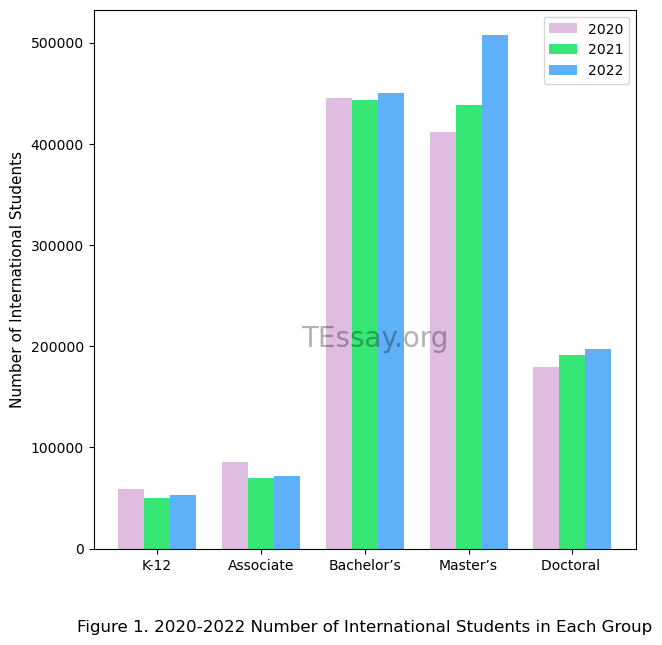 2020
2021
2022
500000
400000
300000
200000
100000
0
Number of International Students
TEssay.org
K-12 Associate Bachelor’s Master’s Doctoral
Figure 1. 2020-2022 Number of International Students in Each Group